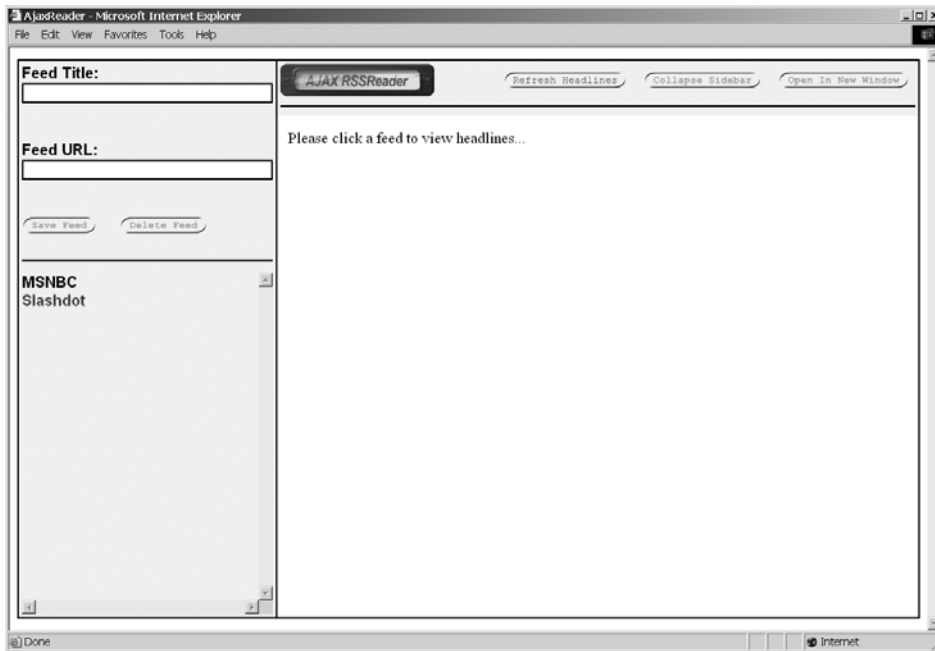 AjaxReader - Microsoft Internet Explorer
File Edit View Favorites Tools Help
Feed Title:
Feed URL:
Save Feed Delete Feed
MSNBC
Slashdot
AJAX RSSReader
Refresh Headlines Collapse Sidebar Open In New Window
Please click a feed to view headlines...
Done Internet